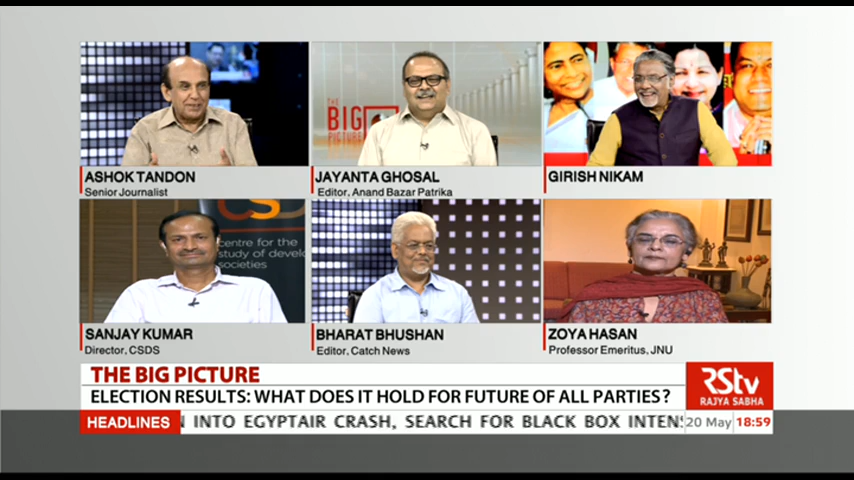 THE
BIG
PICTURE
ASHOK TANDON
Senior Journalist
JAYANTA GHOSAL
Editor, Anand Bazar Patrika
GIRISH NIKAM
CSD
centre for the
study of develo
societies
SANJAY KUMAR
Director, CSDS
BHARAT BHUSHAN
Editor, Catch News
ZOYA HASAN
Professor Emeritus, JNU
THE BIG PICTURE
ELECTION RESULTS: WHAT DOES IT HOLD FOR FUTURE OF ALL PARTIES?
RStv
RAJYA SABHA
HEADLINES
N INTO EGYPTAIR CRASH, SEARCH FOR BLACK BOX INTENS
20 May 18:59